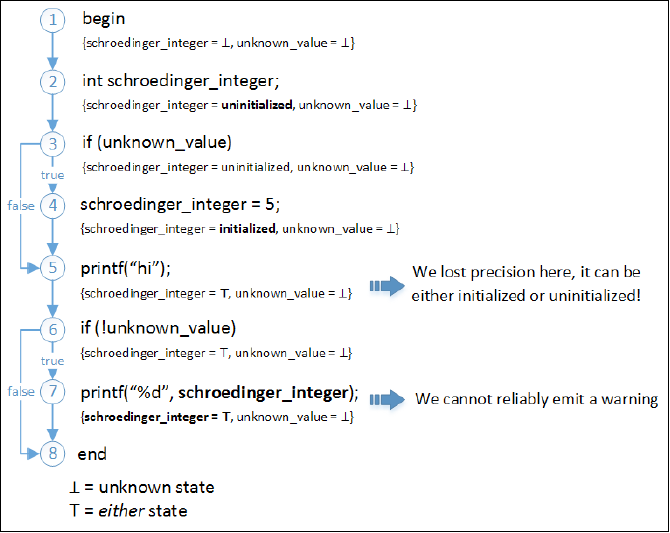 1 begin
{schroedinger_integer = ⊥, unknown_value = ⊥}
2 int schroedinger_integer;
{schroedinger_integer = uninitialized, unknown_value = ⊥}
3 if (unknown_value)
{schroedinger_integer = uninitialized, unknown_value = ⊥}
true
false
4 schroedinger_integer = 5;
{schroedinger_integer = initialized, unknown_value = ⊥}
5 printf(“hi”);
{schroedinger_integer = T, unknown_value = ⊥}
We lost precision here, it can be
either initialized or uninitialized!
6 if (!unknown_value)
{schroedinger_integer = T, unknown_value = ⊥}
true
false
7 printf(“%d”, schroedinger_integer);
{schroedinger_integer = T, unknown_value = ⊥}
We cannot reliably emit a warning
8 end
⊥ = unknown state
T = either state